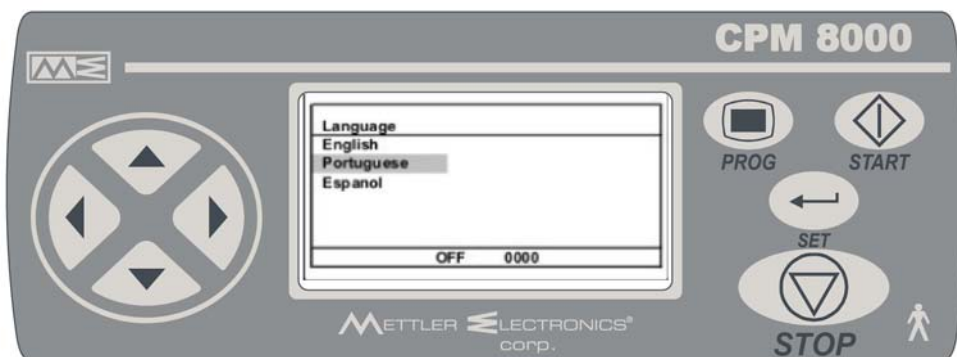 CPM 8000
Language
English
Portuguese
Espanol
OFF 0000
PROG START
SET
STOP
METTLER ELECTRONICS®
corp.